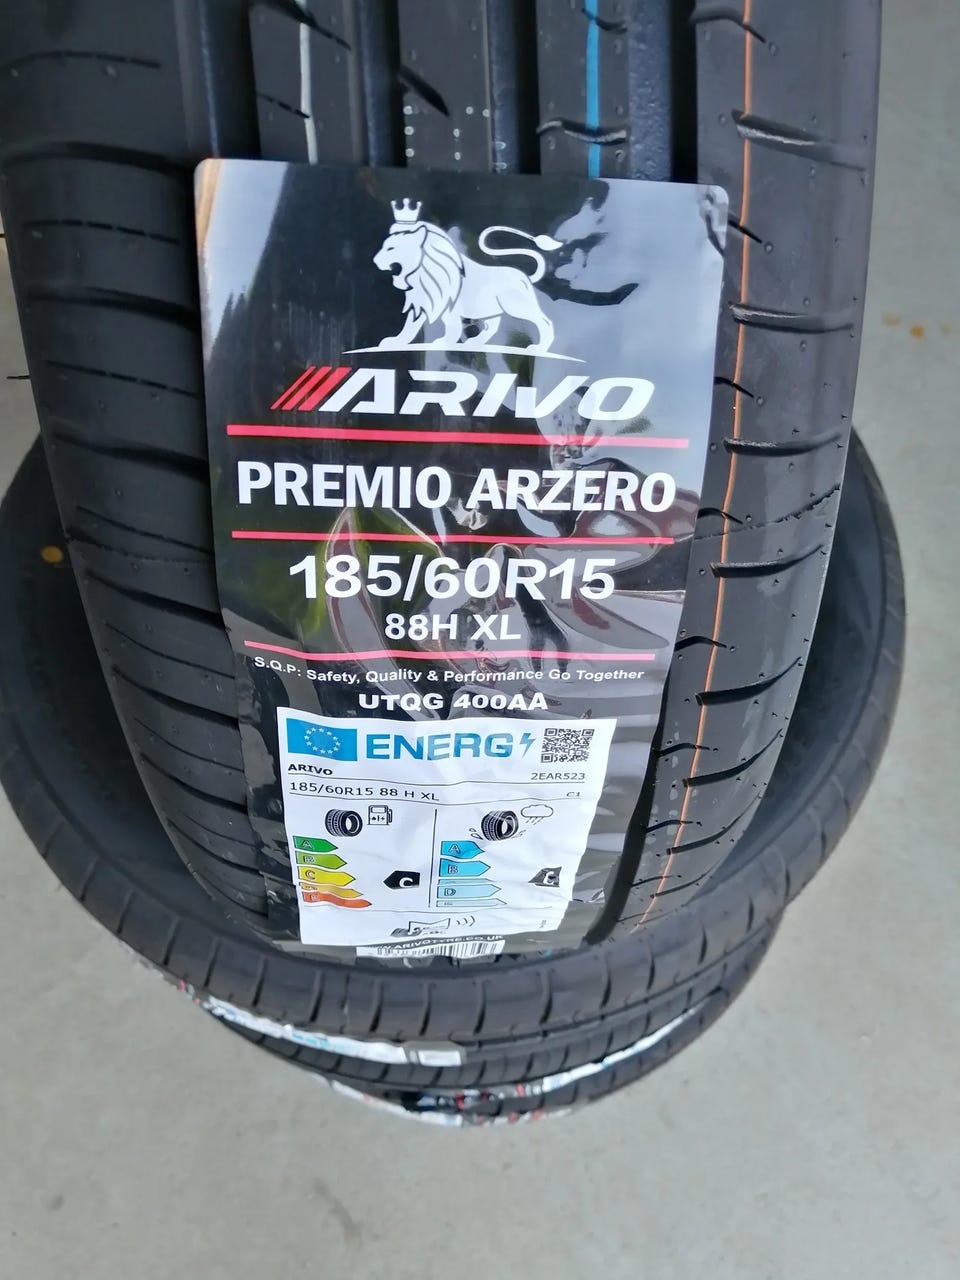 ARIVO
PREMIO ARZERO
185/60R15
88H XL
S.Q.P: Safety, Quality & Performance Go Together
UTQG 400AA
ENERG
ARIVO 2EAR523
185/60R15 88 H XL C1
A A
B B
C C
D
E E